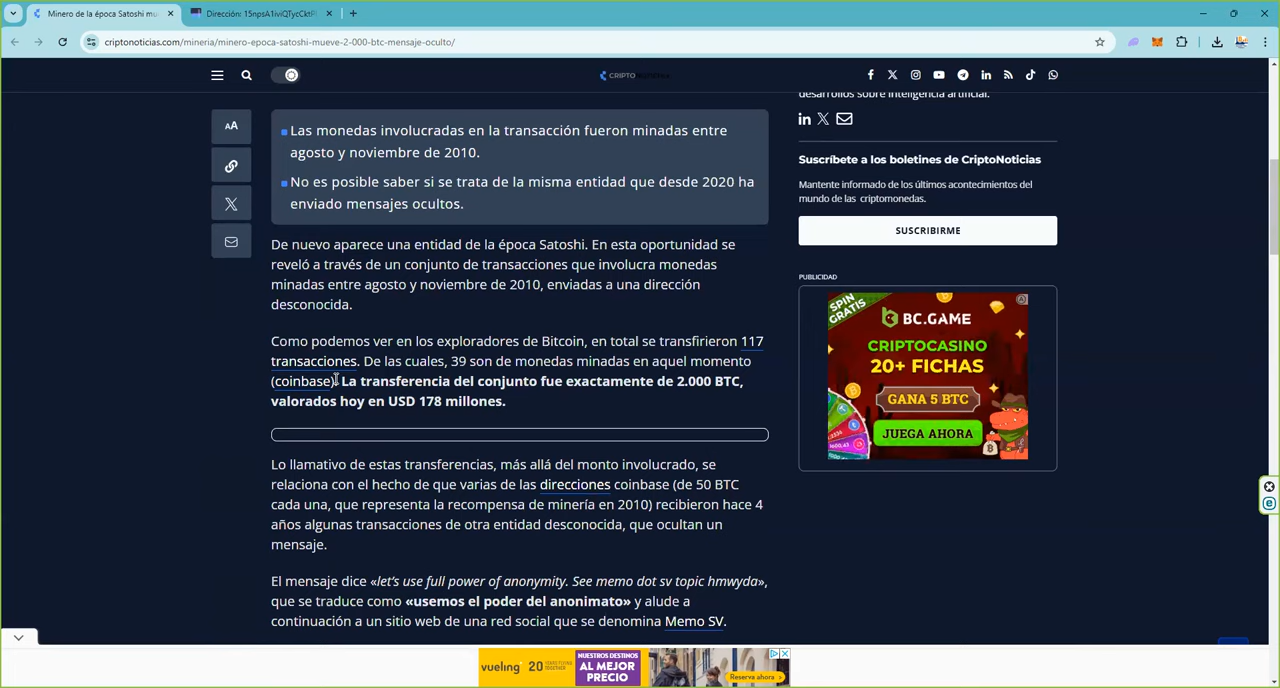 Minero de la época Satoshi mu
Dirección: 15npsA1iviQTycCktP
criptonoticias.com/mineria/minero-epoca-satoshi-mueve-2-000-btc-mensaje-oculto/
CRIPTONOTICIAS
desarrollos sobre inteligencia artificial.
AA
Las monedas involucradas en la transacción fueron minadas entre
agosto y noviembre de 2010.
No es posible saber si se trata de la misma entidad que desde 2020 ha
enviado mensajes ocultos.
De nuevo aparece una entidad de la época Satoshi. En esta oportunidad se
reveló a través de un conjunto de transacciones que involucra monedas
minadas entre agosto y noviembre de 2010, enviadas a una dirección
desconocida.
Como podemos ver en los exploradores de Bitcoin, en total se transfirieron 117
transacciones. De las cuales, 39 son de monedas minadas en aquel momento
(coinbase). La transferencia del conjunto fue exactamente de 2.000 BTC,
valorados hoy en USD 178 millones.
Lo llamativo de estas transferencias, más allá del monto involucrado, se
relaciona con el hecho de que varias de las direcciones coinbase (de 50 BTC
cada una, que representa la recompensa de minería en 2010) recibieron hace 4
años algunas transacciones de otra entidad desconocida, que ocultan un
mensaje.
El mensaje dice «let's use full power of anonymity. See memo dot sv topic hmwyda»,
que se traduce como «usemos el poder del anonimato» y alude a
continuación a un sitio web de una red social que se denomina Memo SV.
Suscríbete a los boletines de CriptoNoticias
Mantente informado de los últimos acontecimientos del
mundo de las criptomonedas.
SUSCRIBIRME
PUBLICIDAD
SPIN
GRATIS
BC.GAME
CRIPTOCASINO
20+ FICHAS
GANA 5 BTC
JUEGA AHORA
vueling
20
NUESTROS DESTINOS
AL MEJOR
PRECIO
Reserva ahora >